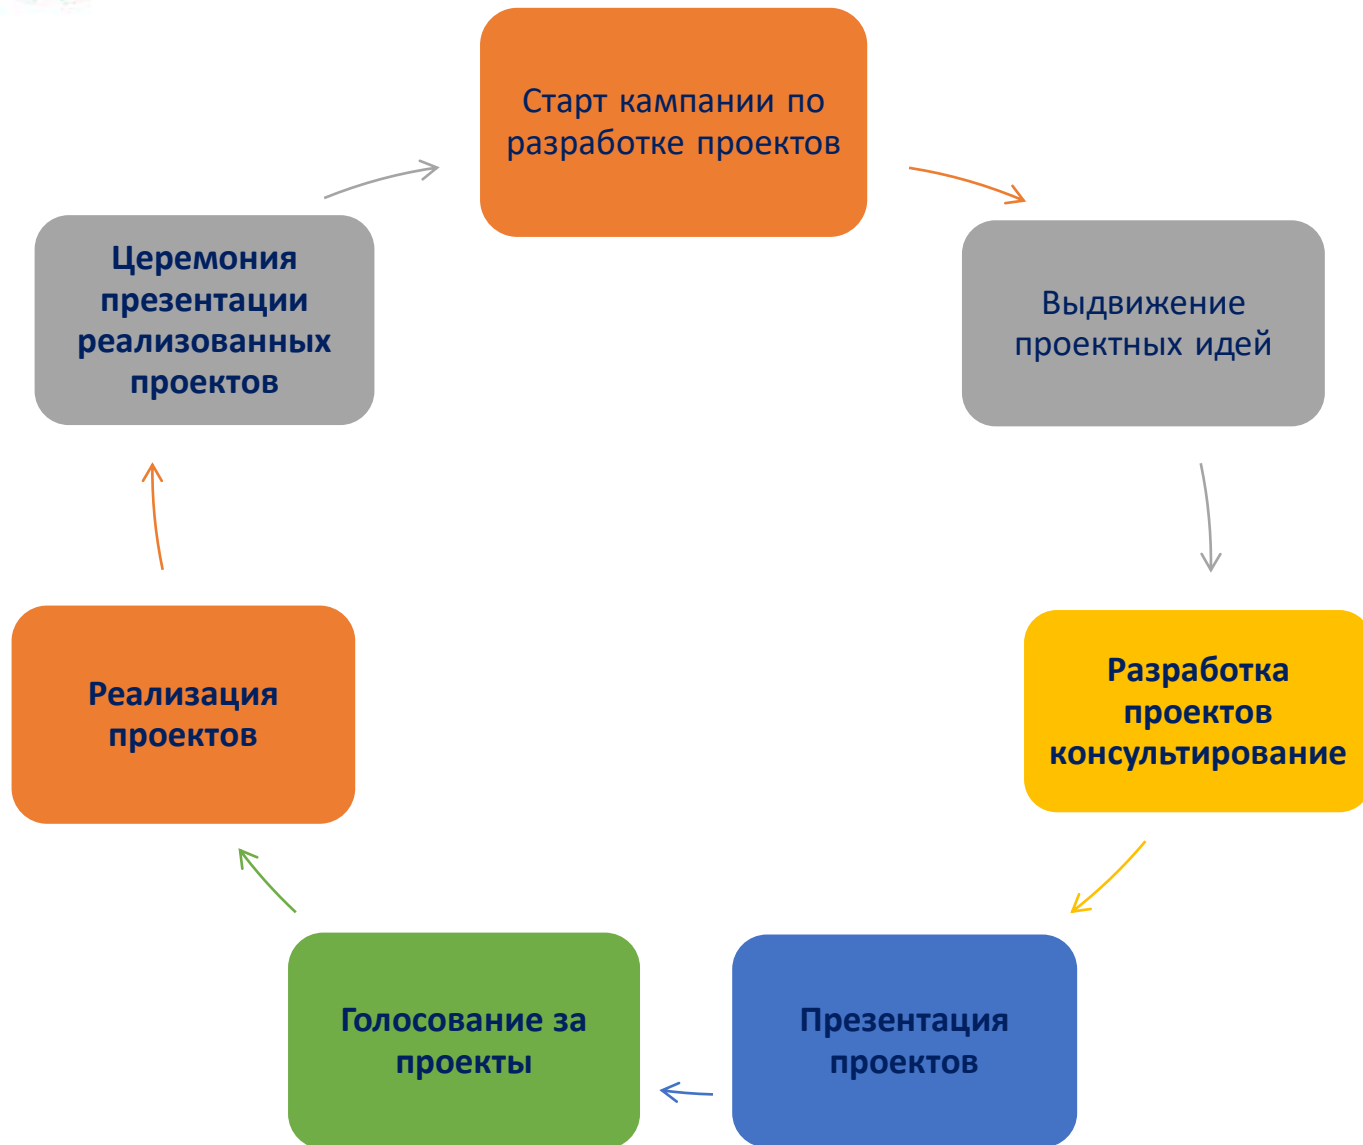 Старт кампании по
разработке проектов
Выдвижение
проектных идей
Разработка
проектов
консультирование
Презентация
проектов
Голосование за
проекты
Реализация
проектов
Церемония
презентации
реализованных
проектов